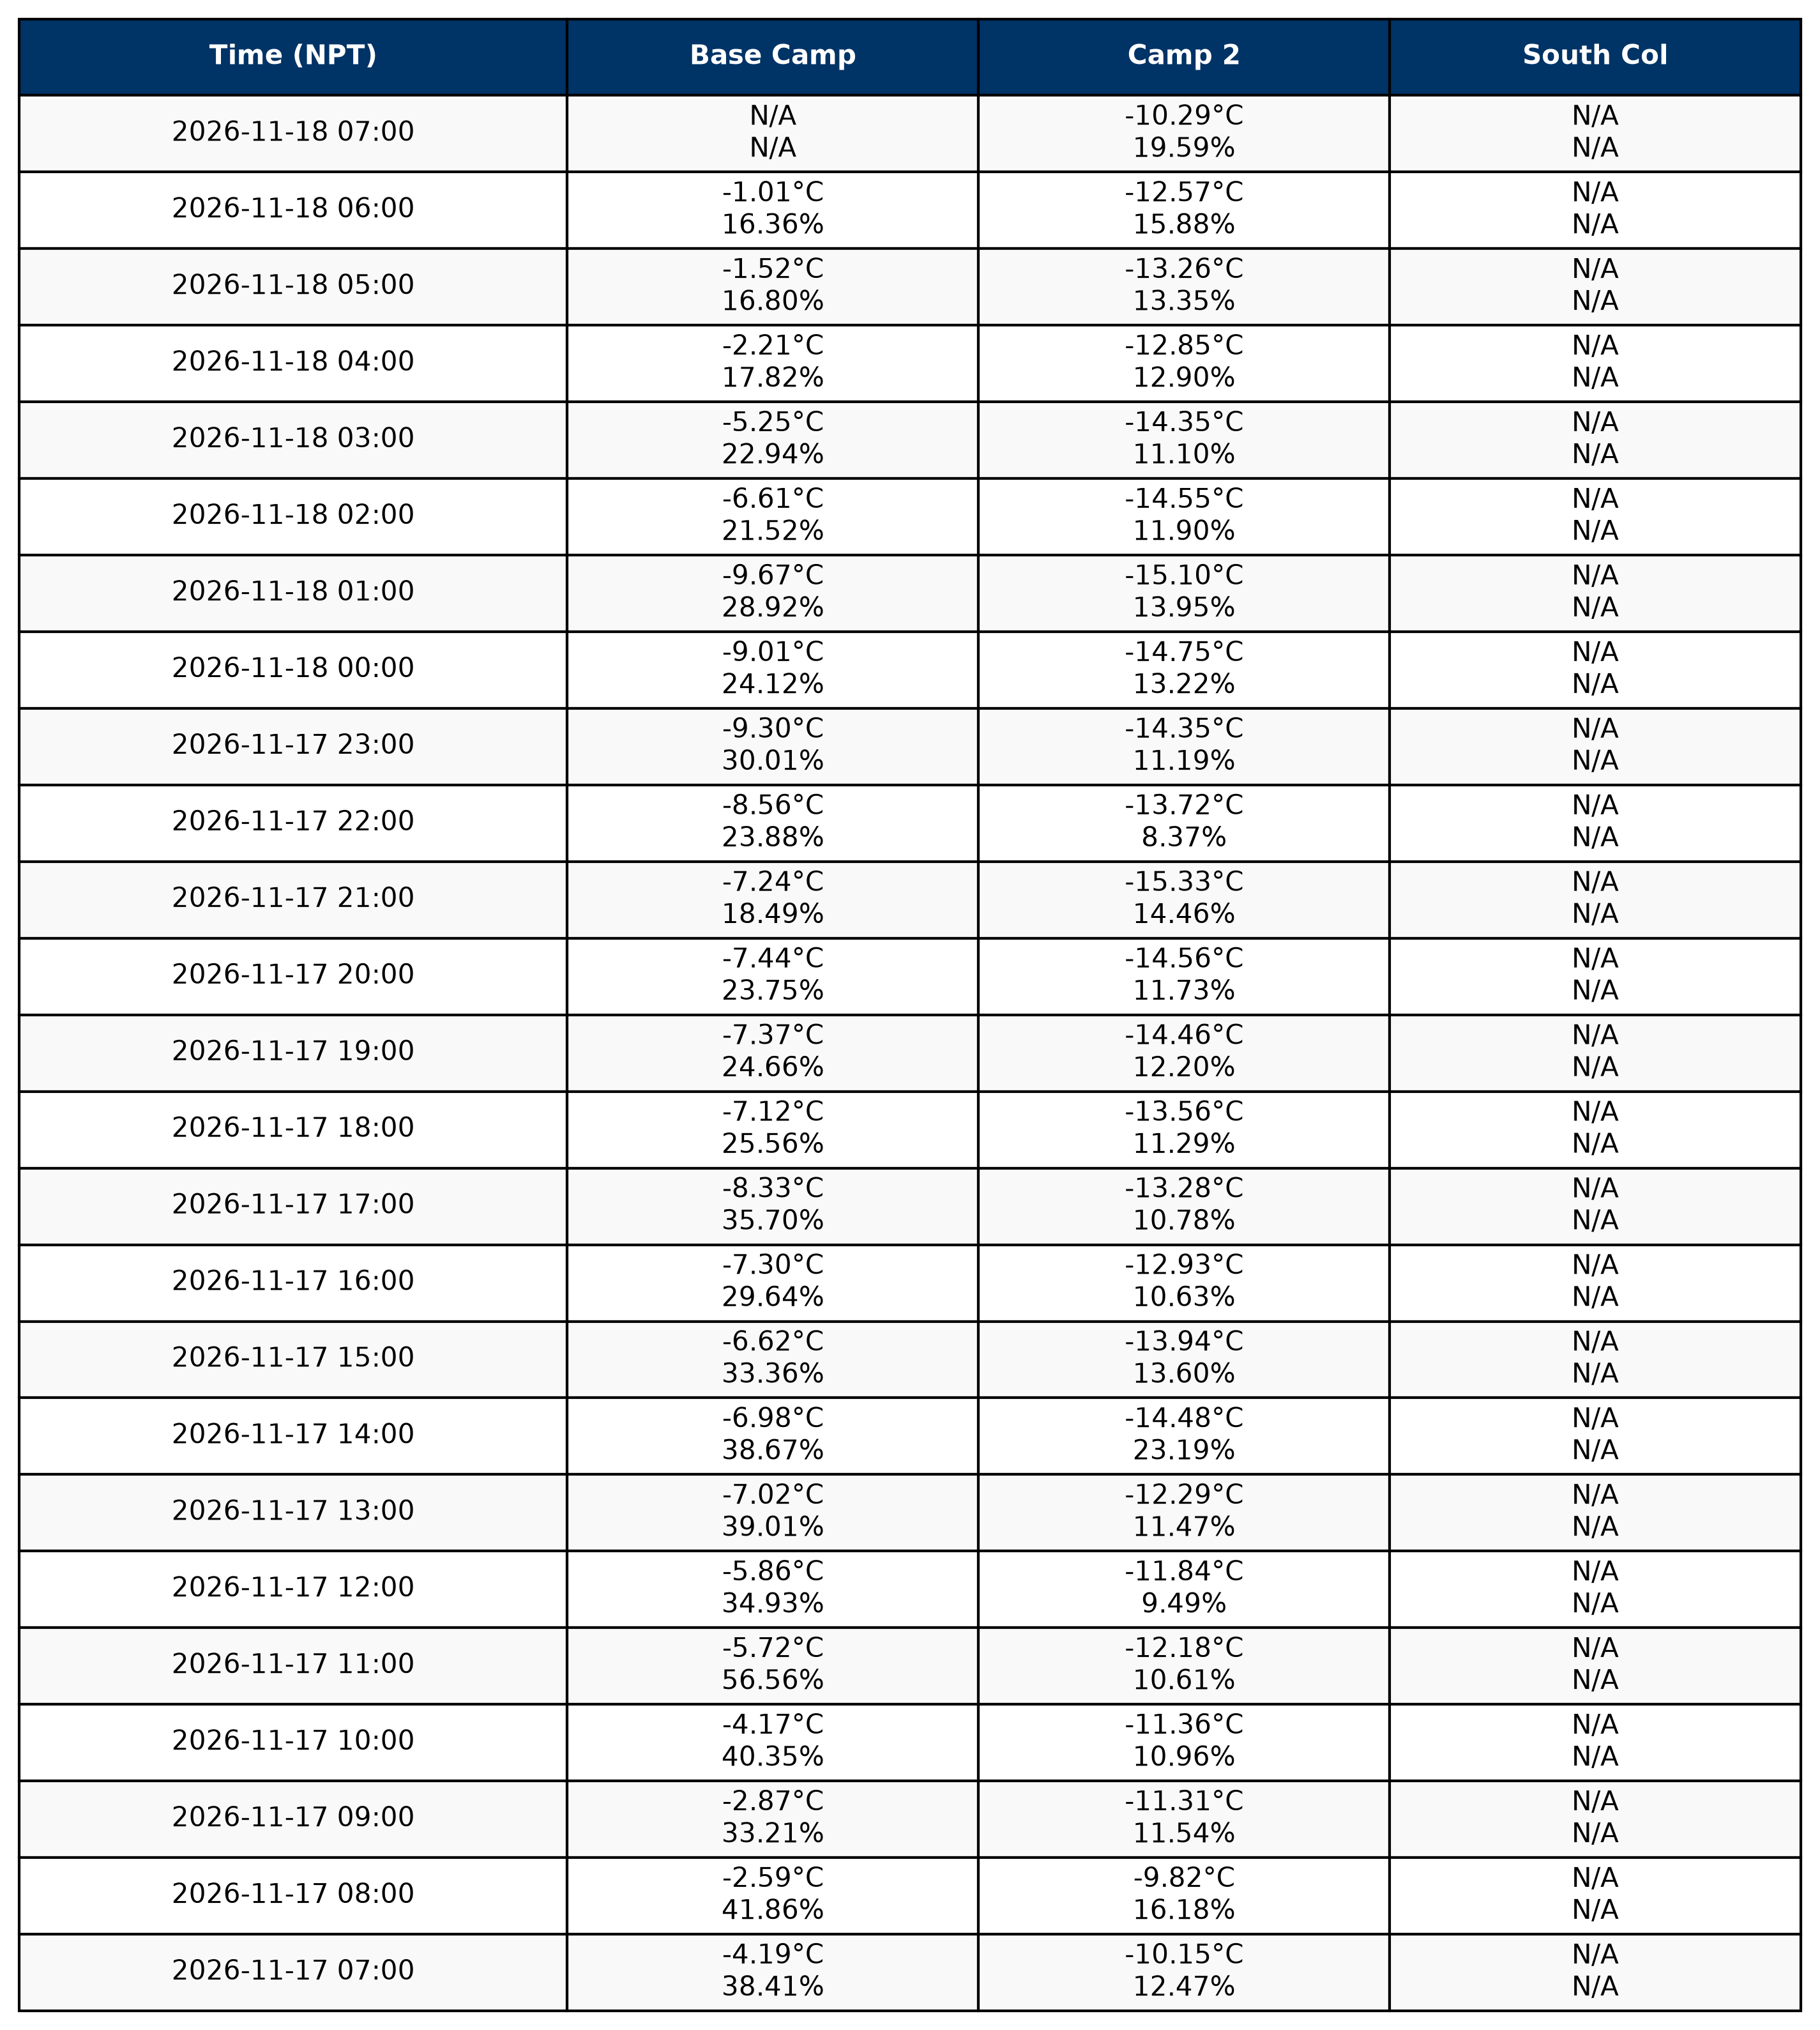 Time (NPT) Base Camp Camp 2 South Col
N/A -10.29°C N/A
2026-11-18 07:00
N/A 19.59% N/A
-1.01°C -12.57°C N/A
2026-11-18 06:00
16.36% 15.88% N/A
-1.52°C -13.26°C N/A
2026-11-18 05:00
16.80% 13.35% N/A
-2.21°C -12.85°C N/A
2026-11-18 04:00
17.82% 12.90% N/A
-5.25°C -14.35°C N/A
2026-11-18 03:00
22.94% 11.10% N/A
-6.61°C -14.55°C N/A
2026-11-18 02:00
21.52% 11.90% N/A
-9.67°C -15.10°C N/A
2026-11-18 01:00
28.92% 13.95% N/A
-9.01°C -14.75°C N/A
2026-11-18 00:00
24.12% 13.22% N/A
-9.30°C -14.35°C N/A
2026-11-17 23:00
30.01% 11.19% N/A
-8.56°C -13.72°C N/A
2026-11-17 22:00
23.88% 8.37% N/A
-7.24°C -15.33°C N/A
2026-11-17 21:00
18.49% 14.46% N/A
-7.44°C -14.56°C N/A
2026-11-17 20:00
23.75% 11.73% N/A
-7.37°C -14.46°C N/A
2026-11-17 19:00
24.66% 12.20% N/A
-7.12°C -13.56°C N/A
2026-11-17 18:00
25.56% 11.29% N/A
-8.33°C -13.28°C N/A
2026-11-17 17:00
35.70% 10.78% N/A
-7.30°C -12.93°C N/A
2026-11-17 16:00
29.64% 10.63% N/A
-6.62°C -13.94°C N/A
2026-11-17 15:00
33.36% 13.60% N/A
-6.98°C -14.48°C N/A
2026-11-17 14:00
38.67% 23.19% N/A
-7.02°C -12.29°C N/A
2026-11-17 13:00
39.01% 11.47% N/A
-5.86°C -11.84°C N/A
2026-11-17 12:00
34.93% 9.49% N/A
-5.72°C -12.18°C N/A
2026-11-17 11:00
56.56% 10.61% N/A
-4.17°C -11.36°C N/A
2026-11-17 10:00
40.35% 10.96% N/A
-2.87°C -11.31°C N/A
2026-11-17 09:00
33.21% 11.54% N/A
-2.59°C -9.82°C N/A
2026-11-17 08:00
41.86% 16.18% N/A
-4.19°C -10.15°C N/A
2026-11-17 07:00
38.41% 12.47% N/A